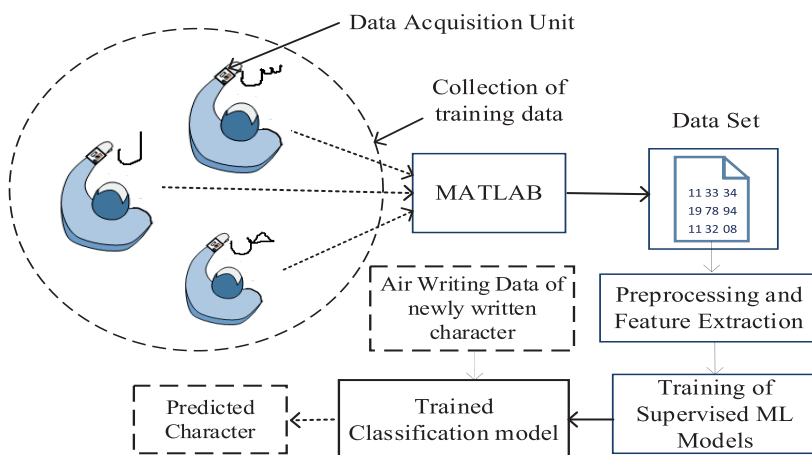 Data Acquisition Unit
Collection of
training data
Data Set
MATLAB
11 33 34
19 78 94
11 32 08
Air Writing Data of
newly written
character
Preprocessing and
Feature Extraction
Predicted
Character
Trained
Classification model
Training of
Supervised ML
Models